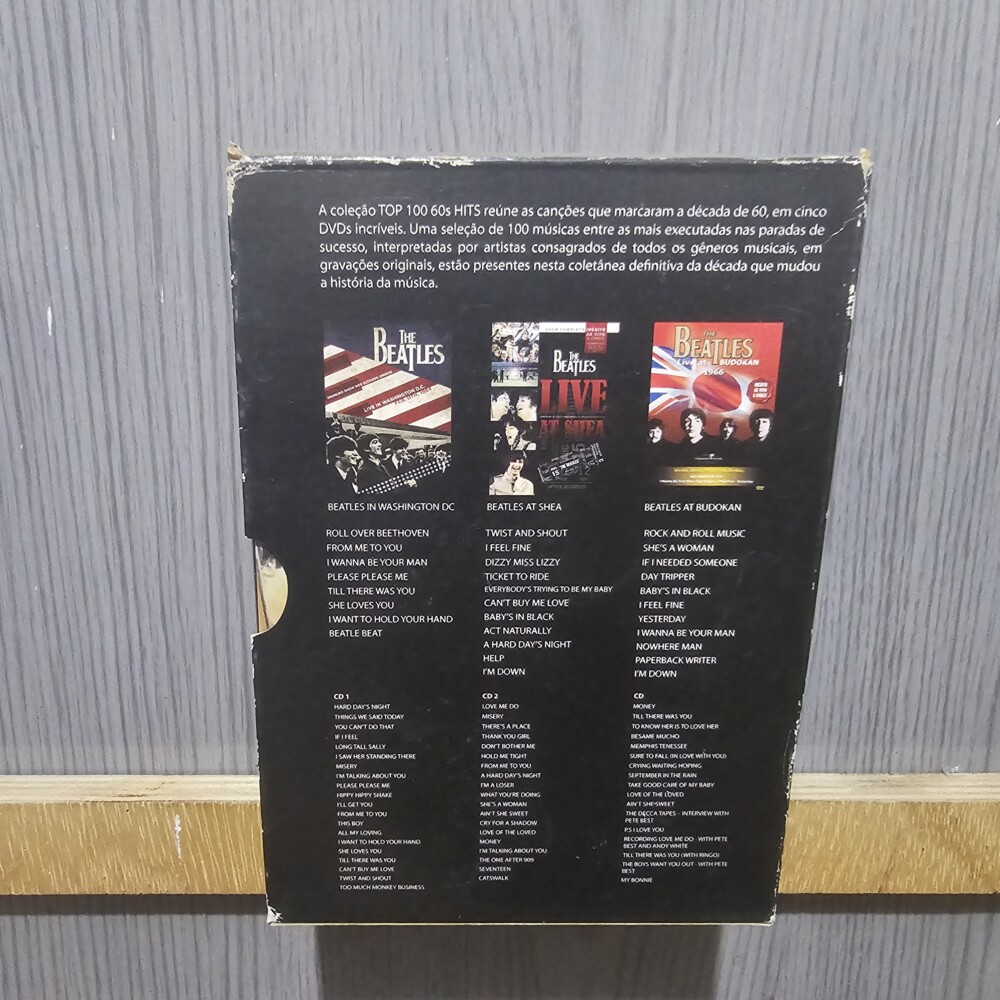 A coleção TOP 100 60s HITS reúne as canções que marcaram a década de 60, em cinco
DVDs incríveis. Uma seleção de 100 músicas entre as mais executadas nas paradas de
sucesso, interpretadas por artistas consagrados de todos os gêneros musicais, em
gravações originais, estão presentes nesta coletânea definitiva da década que mudou
a história da música.
THE
BEATLES
LIVE IN WASHINGTON D.C.
THE
BEATLES
LIVE
AT SHEA
THE
BEATLES
Live at BUDOKAN
1966
BEATLES IN WASHINGTON DC
ROLL OVER BEETHOVEN
FROM ME TO YOU
I WANNA BE YOUR MAN
PLEASE PLEASE ME
TILL THERE WAS YOU
SHE LOVES YOU
I WANT TO HOLD YOUR HAND
BEATLE BEAT
BEATLES AT SHEA
TWIST AND SHOUT
I FEEL FINE
DIZZY MISS LIZZY
TICKET TO RIDE
EVERYBODY'S TRYING TO BE MY BABY
CAN'T BUY ME LOVE
BABY'S IN BLACK
ACT NATURALLY
A HARD DAY'S NIGHT
HELP
I'M DOWN
BEATLES AT BUDOKAN
ROCK AND ROLL MUSIC
SHE'S A WOMAN
IF I NEEDED SOMEONE
DAY TRIPPER
BABY'S IN BLACK
I FEEL FINE
YESTERDAY
I WANNA BE YOUR MAN
NOWHERE MAN
PAPERBACK WRITER
I'M DOWN
CD 1
HARD DAY'S NIGHT
THINGS WE SAID TODAY
YOU CAN'T DO THAT
IF I FEEL
LONG TALL SALLY
I SAW HER STANDING THERE
MISERY
I'M TALKING ABOUT YOU
PLEASE PLEASE ME
HIPPY HIPPY SHAKE
I'LL GET YOU
FROM ME TO YOU
THIS BOY
ALL MY LOVING
I WANT TO HOLD YOUR HAND
SHE LOVES YOU
TILL THERE WAS YOU
CAN'T BUY ME LOVE
TWIST AND SHOUT
TOO MUCH MONKEY BUSINESS
CD 2
LOVE ME DO
MISERY
THERE'S A PLACE
THANK YOU GIRL
DON'T BOTHER ME
HOLD ME TIGHT
FROM ME TO YOU
A HARD DAY'S NIGHT
I'M A LOSER
WHAT YOU'RE DOING
SHE'S A WOMAN
AIN'T SHE SWEET
CRY FOR A SHADOW
LOVE OF THE LOVED
MONEY
I'M TALKING ABOUT YOU
THE ONE AFTER 909
SEVENTEEN
CATSWALK
CD
MONEY
TILL THERE WAS YOU
TO KNOW HER IS TO LOVE HER
BESAME MUCHO
MEMPHIS TENESSEE
SURE TO FALL (IN LOVE WITH YOU)
CRYING WAITING HOPING
SEPTEMBER IN THE RAIN
TAKE GOOD CARE OF MY BABY
LOVE OF THE LOVED
AIN'T SHE SWEET
THE DECCA TAPES - INTERVIEW WITH
PETE BEST
P.S I LOVE YOU
RECORDING LOVE ME DO - WITH PETE
BEST AND ANDY WHITE
TILL THERE WAS YOU (WITH RINGO)
THE BOYS WANT YOU OUT - WITH PETE
BEST
MY BONNIE